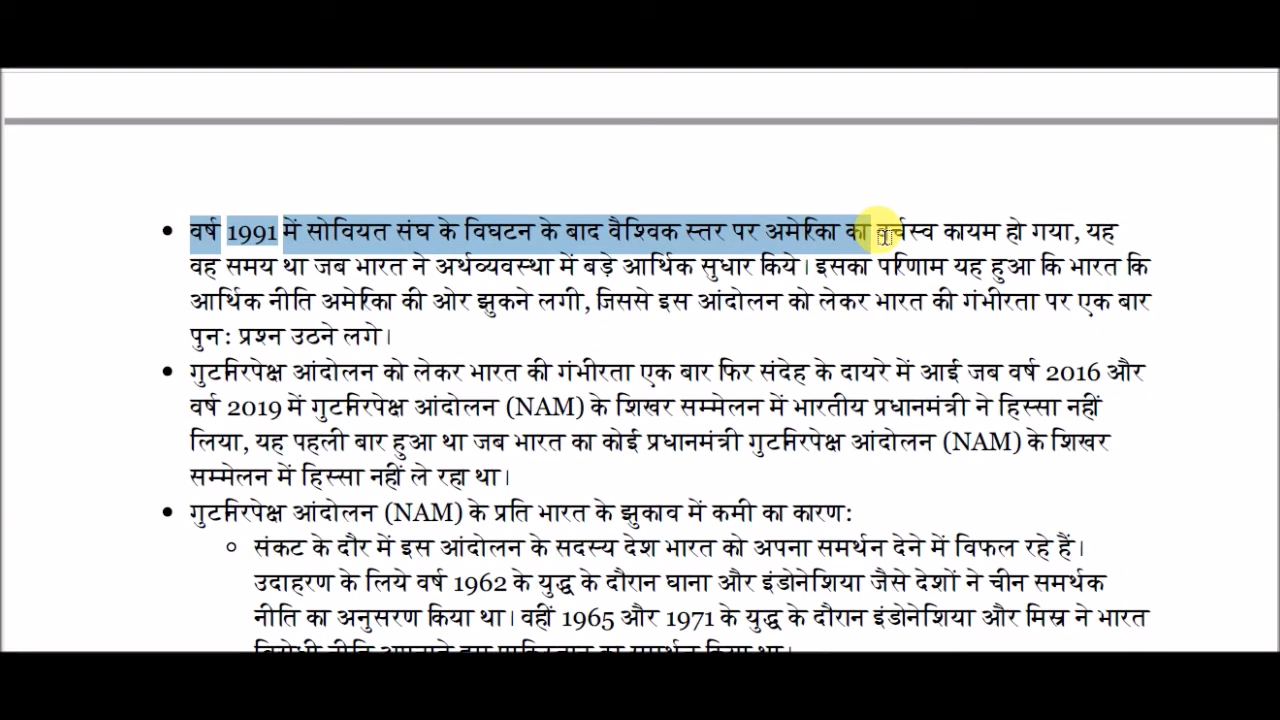 • वर्ष 1991 में सोवियत संघ के विघटन के बाद वैश्विक स्तर पर अमेरिका का वर्चस्व कायम हो गया, यह
वह समय था जब भारत ने अर्थव्यवस्था में बड़े आर्थिक सुधार किये। इसका परिणाम यह हुआ कि भारत कि
आर्थिक नीति अमेरिका की ओर झुकने लगी, जिससे इस आंदोलन को लेकर भारत की गंभीरता पर एक बार
पुन: प्रश्न उठने लगे।
• गुटनिरपेक्ष आंदोलन को लेकर भारत की गंभीरता एक बार फिर संदेह के दायरे में आई जब वर्ष 2016 और
वर्ष 2019 में गुटनिरपेक्ष आंदोलन (NAM) के शिखर सम्मेलन में भारतीय प्रधानमंत्री ने हिस्सा नहीं
लिया, यह पहली बार हुआ था जब भारत का कोई प्रधानमंत्री गुटनिरपेक्ष आंदोलन (NAM) के शिखर
सम्मेलन में हिस्सा नहीं ले रहा था।
• गुटनिरपेक्ष आंदोलन (NAM) के प्रति भारत के झुकाव में कमी का कारण:
○ संकट के दौर में इस आंदोलन के सदस्य देश भारत को अपना समर्थन देने में विफल रहे हैं।
उदाहरण के लिये वर्ष 1962 के युद्ध के दौरान घाना और इंडोनेशिया जैसे देशों ने चीन समर्थक
नीति का अनुसरण किया था। वहीं 1965 और 1971 के युद्ध के दौरान इंडोनेशिया और मिस्र ने भारत
विरोधी नीति अपनाते हुए पाकिस्तान का समर्थन किया था।